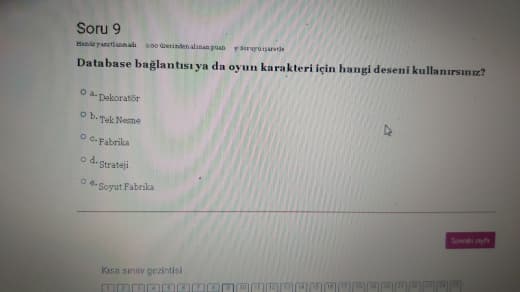 Soru 9
Henüz yanıtlanmadı 1.00 üzerinden alınan puan Soruyu işaretle
Database bağlantısı ya da oyun karakteri için hangi deseni kullanırsınız?
a. Dekoratör
b. Tek Nesne
c. Fabrika
d. Strateji
e. Soyut Fabrika
Sonraki sayfa
Kısa sınav gezintisi